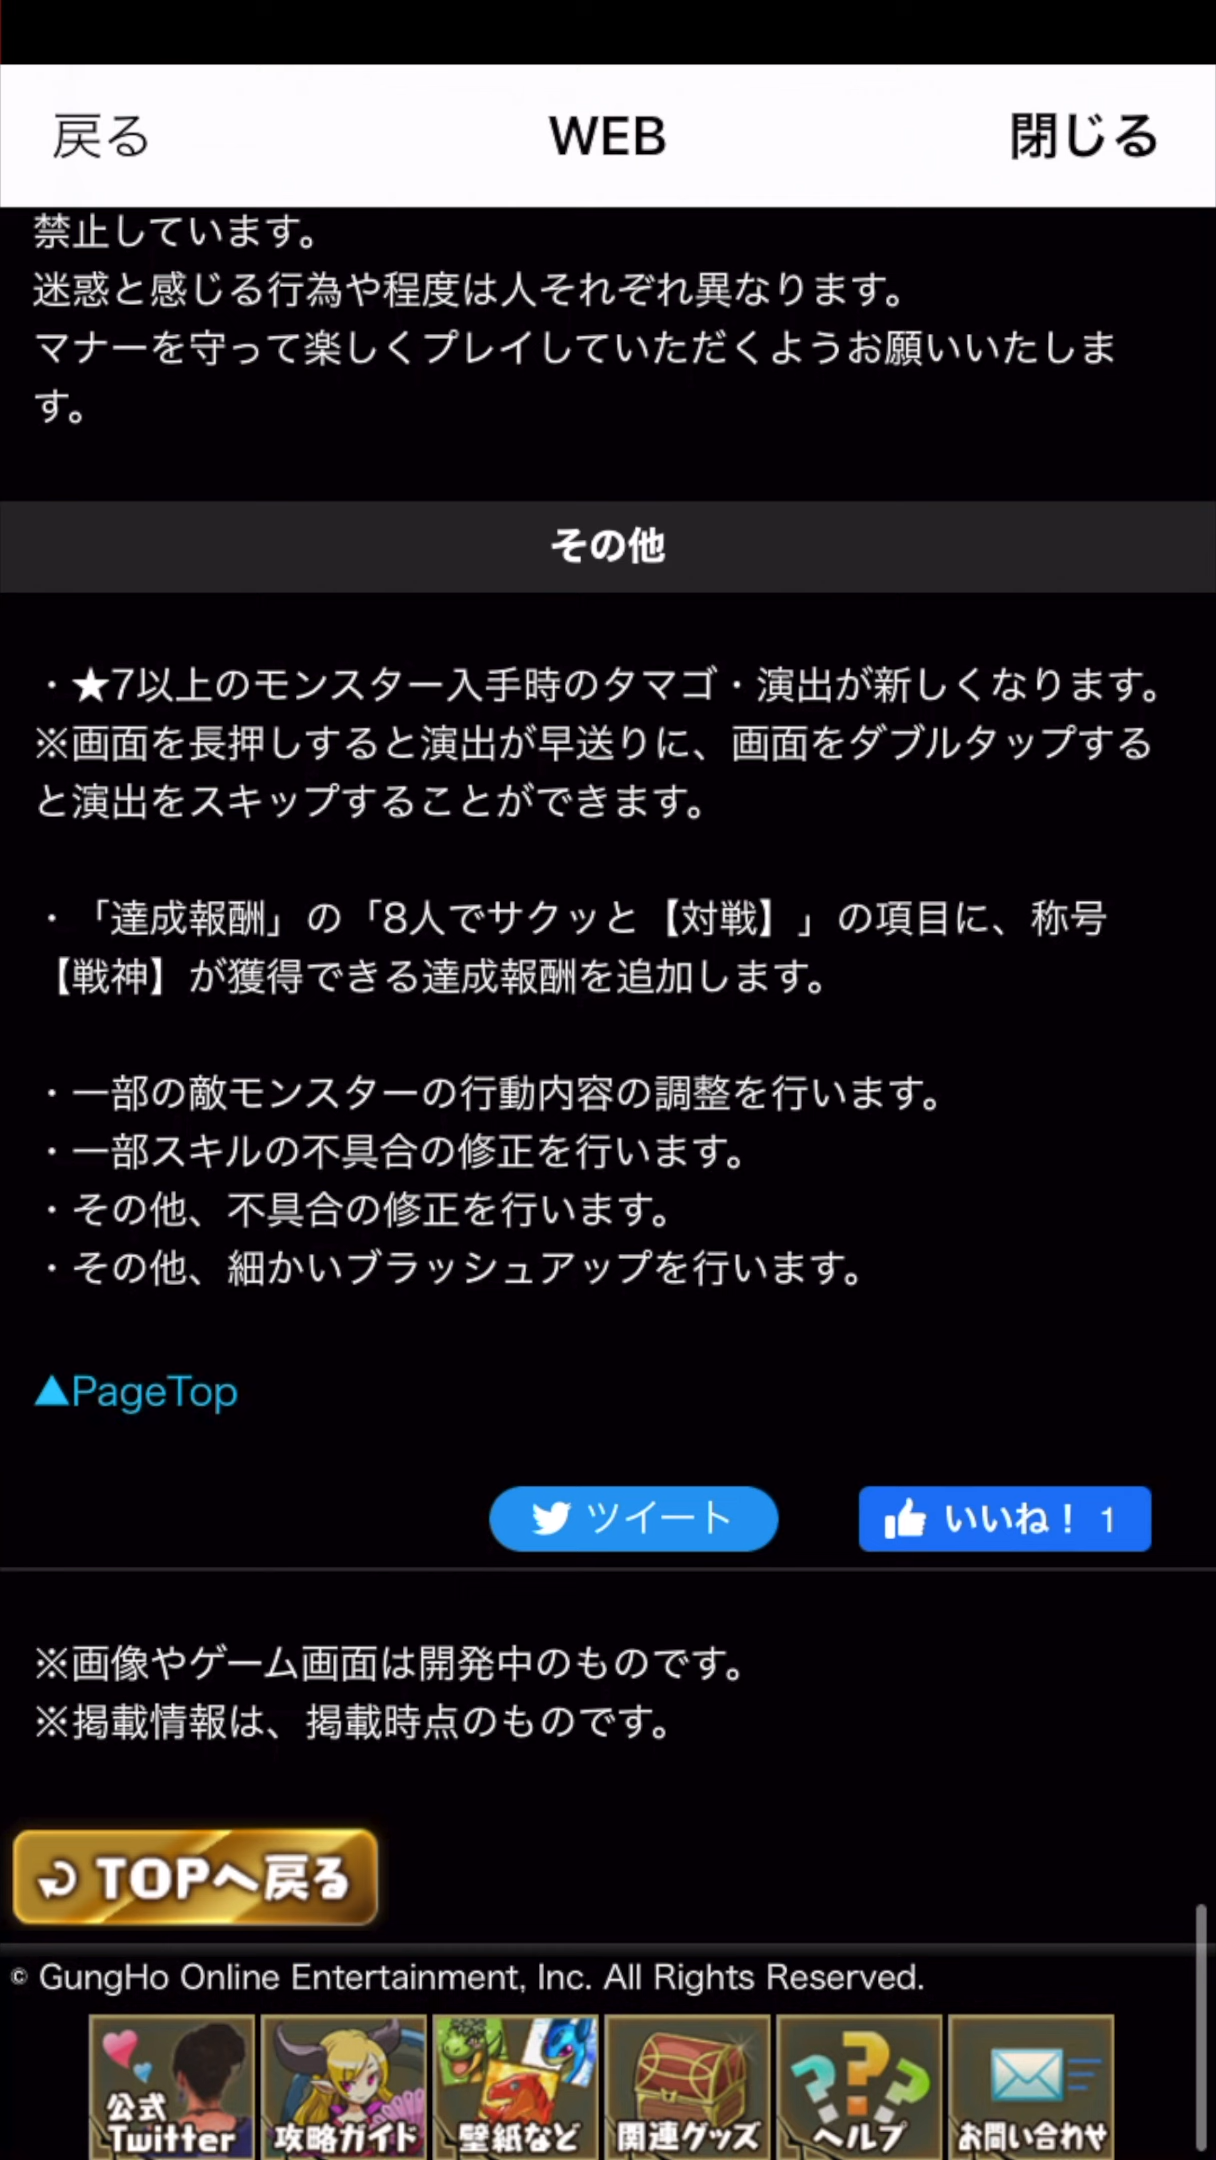 戻る WEB 閉じる
禁止しています。
迷惑と感じる行為や程度は人それぞれ異なります。
マナーを守って楽しくプレイしていただくようお願いいたしま
す。
その他
・★7以上のモンスター入手時のタマゴ・演出が新しくなります。
※画面を長押しすると演出が早送りに、画面をダブルタップする
と演出をスキップすることができます。
・「達成報酬」の「8人でサクッと【対戦】」の項目に、称号
【戦神】が獲得できる達成報酬を追加します。
・一部の敵モンスターの行動内容の調整を行います。
・一部スキルの不具合の修正を行います。
・その他、不具合の修正を行います。
・その他、細かいブラッシュアップを行います。
▲PageTop
ツイート いいね！ 1
※画像やゲーム画面は開発中のものです。
※掲載情報は、掲載時点のものです。
TOPへ戻る
© GungHo Online Entertainment, Inc. All Rights Reserved.
公式
Twitter 攻略ガイド 壁紙など 関連グッズ ヘルプ お問い合わせ